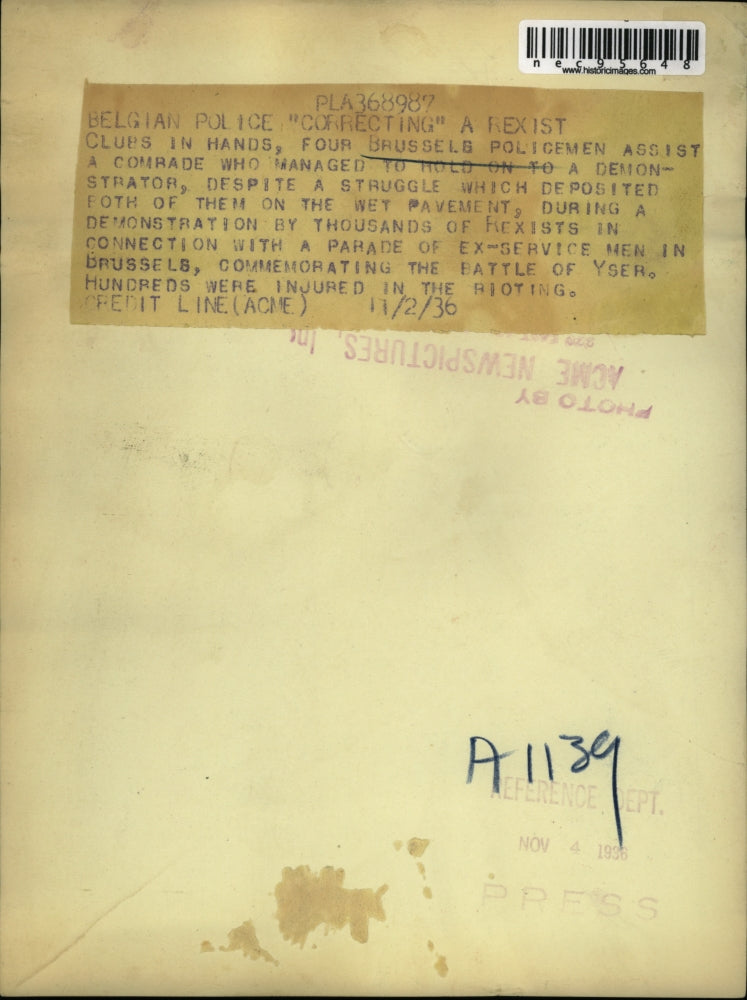 nec95648
www.historicimages.com
PLA368987
BELGIAN POLICE "CORRECTING" A REXIST
CLUBS IN HANDS, FOUR BRUSSELS POLICEMEN ASSIST
A COMRADE WHO MANAGED TO HOLD ON TO A DEMON-
STRATOR, DESPITE A STRUGGLE WHICH DEPOSITED
BOTH OF THEM ON THE WET PAVEMENT, DURING A
DEMONSTRATION BY THOUSANDS OF REXISTS IN
CONNECTION WITH A PARADE OF EX-SERVICE MEN IN
BRUSSELS, COMMEMORATING THE BATTLE OF YSER.
HUNDREDS WERE INJURED IN THE RIOTING.
CREDIT LINE (ACME) 11/2/36
PHOTO BY
ACME NEWSPICTURES, Inc
A1139
REFERENCE DEPT.
NOV 4 1936
PRESS